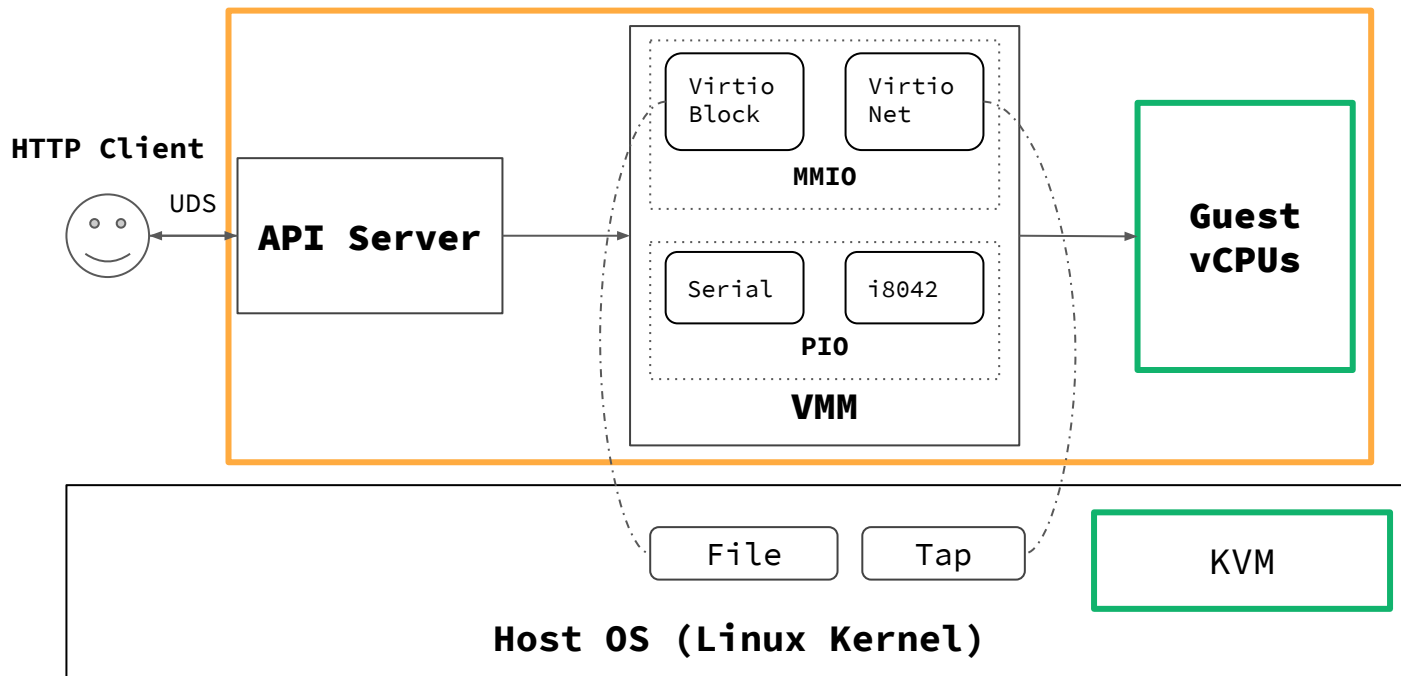 HTTP Client
UDS
API Server
Virtio
Block
Virtio
Net
MMIO
Serial
i8042
PIO
VMM
Guest
vCPUs
File
Tap
KVM
Host OS (Linux Kernel)